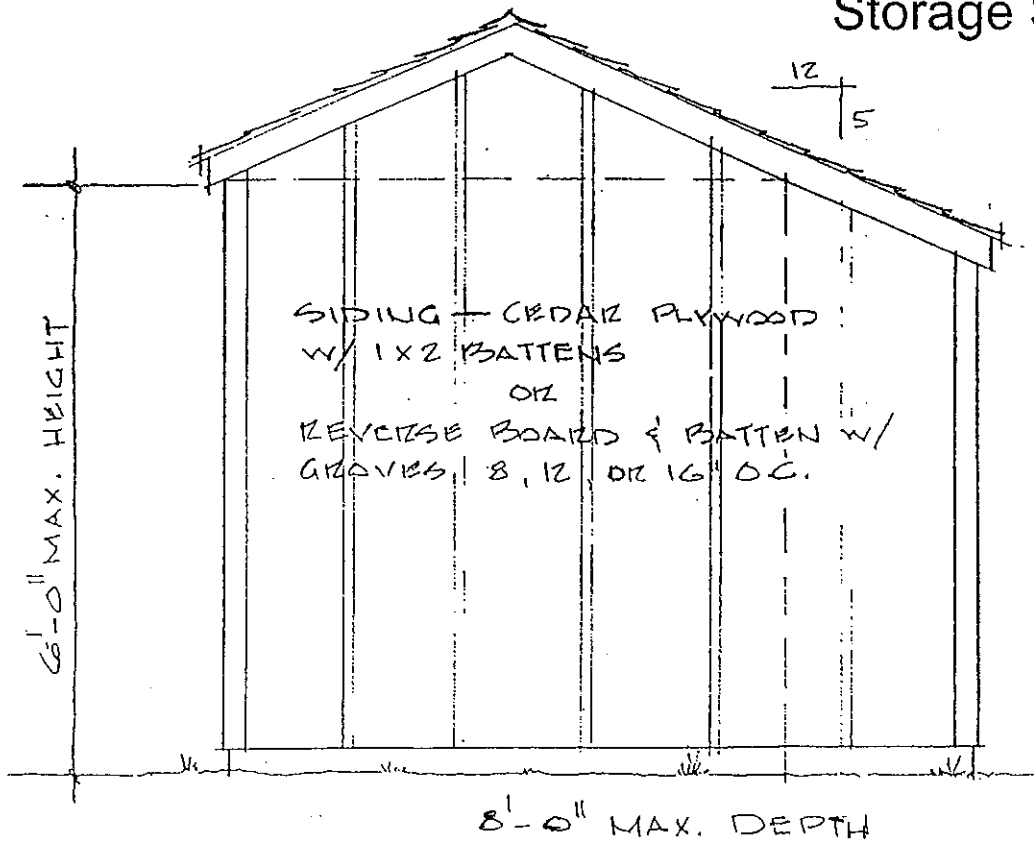 Storage
12
5
6'-0" MAX. HEIGHT
SIDING – CEDAR PLYWOOD
W/ 1X2 BATTENS
OR
REVERSE BOARD & BATTEN W/
GROVES, 8, 12 OR 16" O.C.
8'-0" MAX. DEPTH